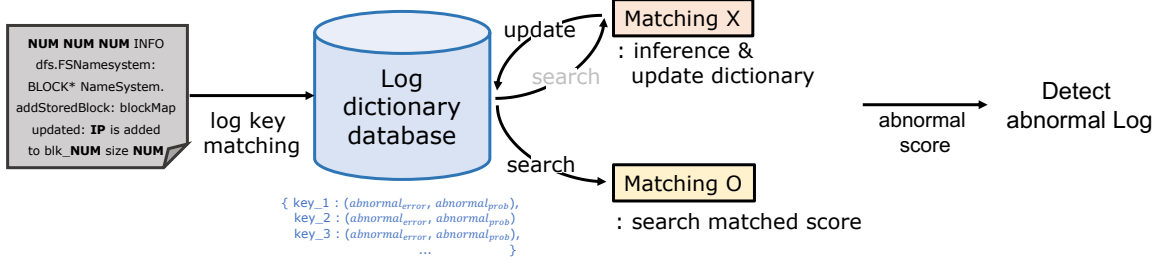 NUM NUM NUM INFO
dfs.FSNamesystem:
BLOCK* NameSystem.
addStoredBlock: blockMap
updated: IP is added
to blk_NUM size NUM
log key
matching
Log
dictionary
database
{ key_1 : (abnormal_error, abnormal_prob),
key_2 : (abnormal_error, abnormal_prob)
key_3 : (abnormal_error, abnormal_prob),
... }
update
search
search
Matching X
: inference &
update dictionary
Matching O
: search matched score
abnormal
score
Detect
abnormal Log